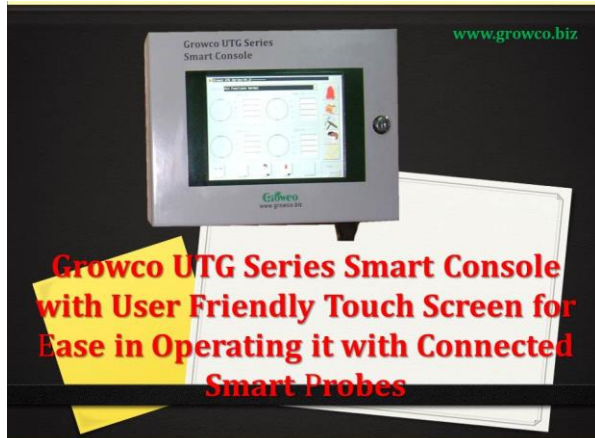 www.growco.biz
Growco UTG Series
Smart Console
Growco
www.growco.biz
Growco UTG Series Smart Console
with User Friendly Touch Screen for
Ease in Operating it with Connected
Smart Probes